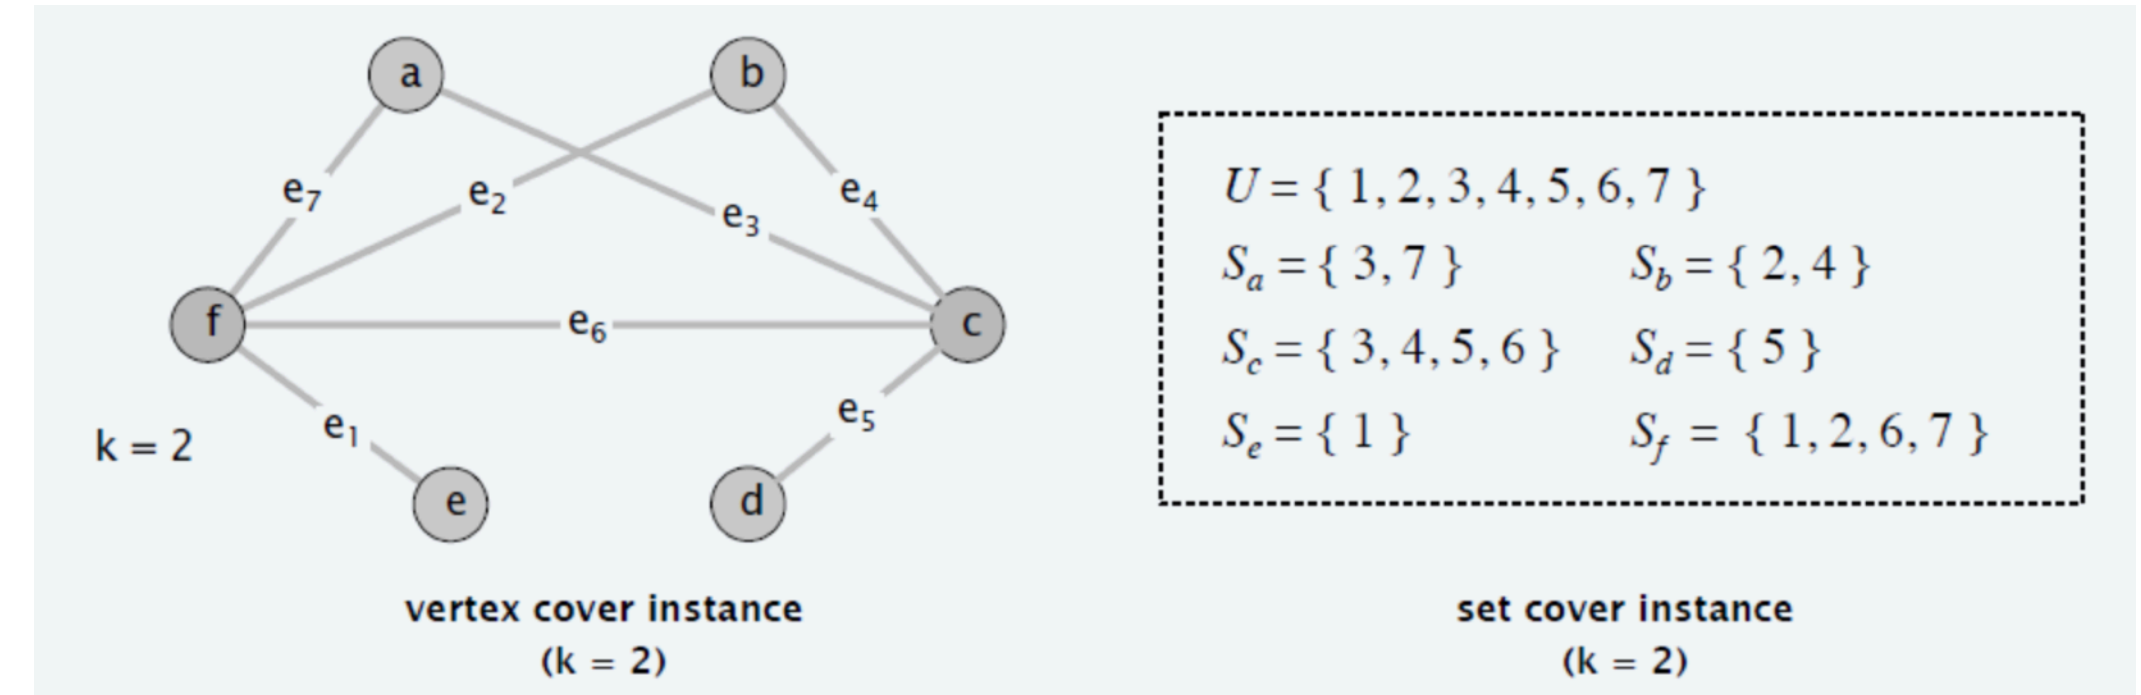 a
b
e7
e2
e3
e4
f
e6
c
k = 2
e1
e5
e
d
vertex cover instance
(k = 2)
U = { 1, 2, 3, 4, 5, 6, 7 }
Sa = { 3, 7 } Sb = { 2, 4 }
Sc = { 3, 4, 5, 6 } Sd = { 5 }
Se = { 1 } Sf = { 1, 2, 6, 7 }
set cover instance
(k = 2)